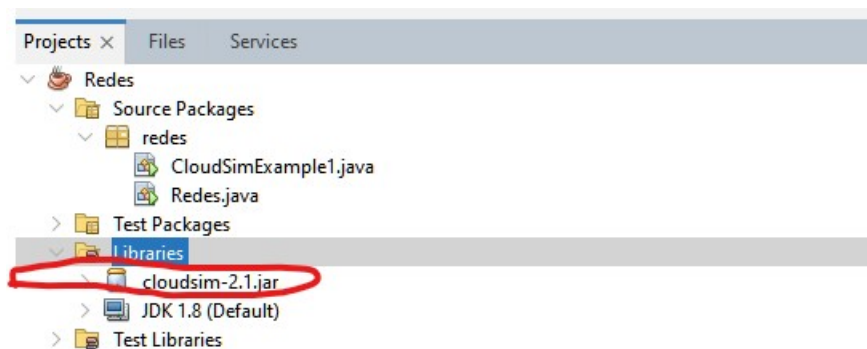 Projects × Files Services
Redes
Source Packages
redes
CloudSimExample1.java
Redes.java
Test Packages
Libraries
cloudsim-2.1.jar
JDK 1.8 (Default)
Test Libraries